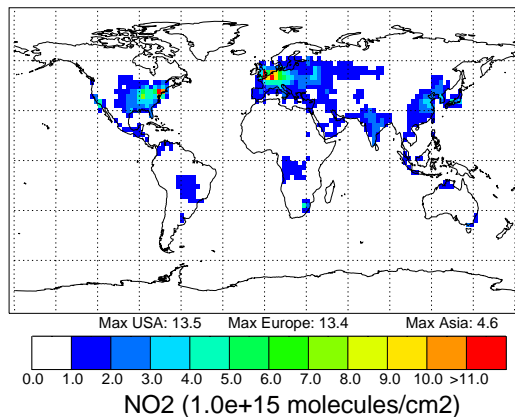 Max USA: 13.5 Max Europe: 13.4 Max Asia: 4.6
0.0 1.0 2.0 3.0 4.0 5.0 6.0 7.0 8.0 9.0 10.0 >11.0
NO2 (1.0e+15 molecules/cm2)